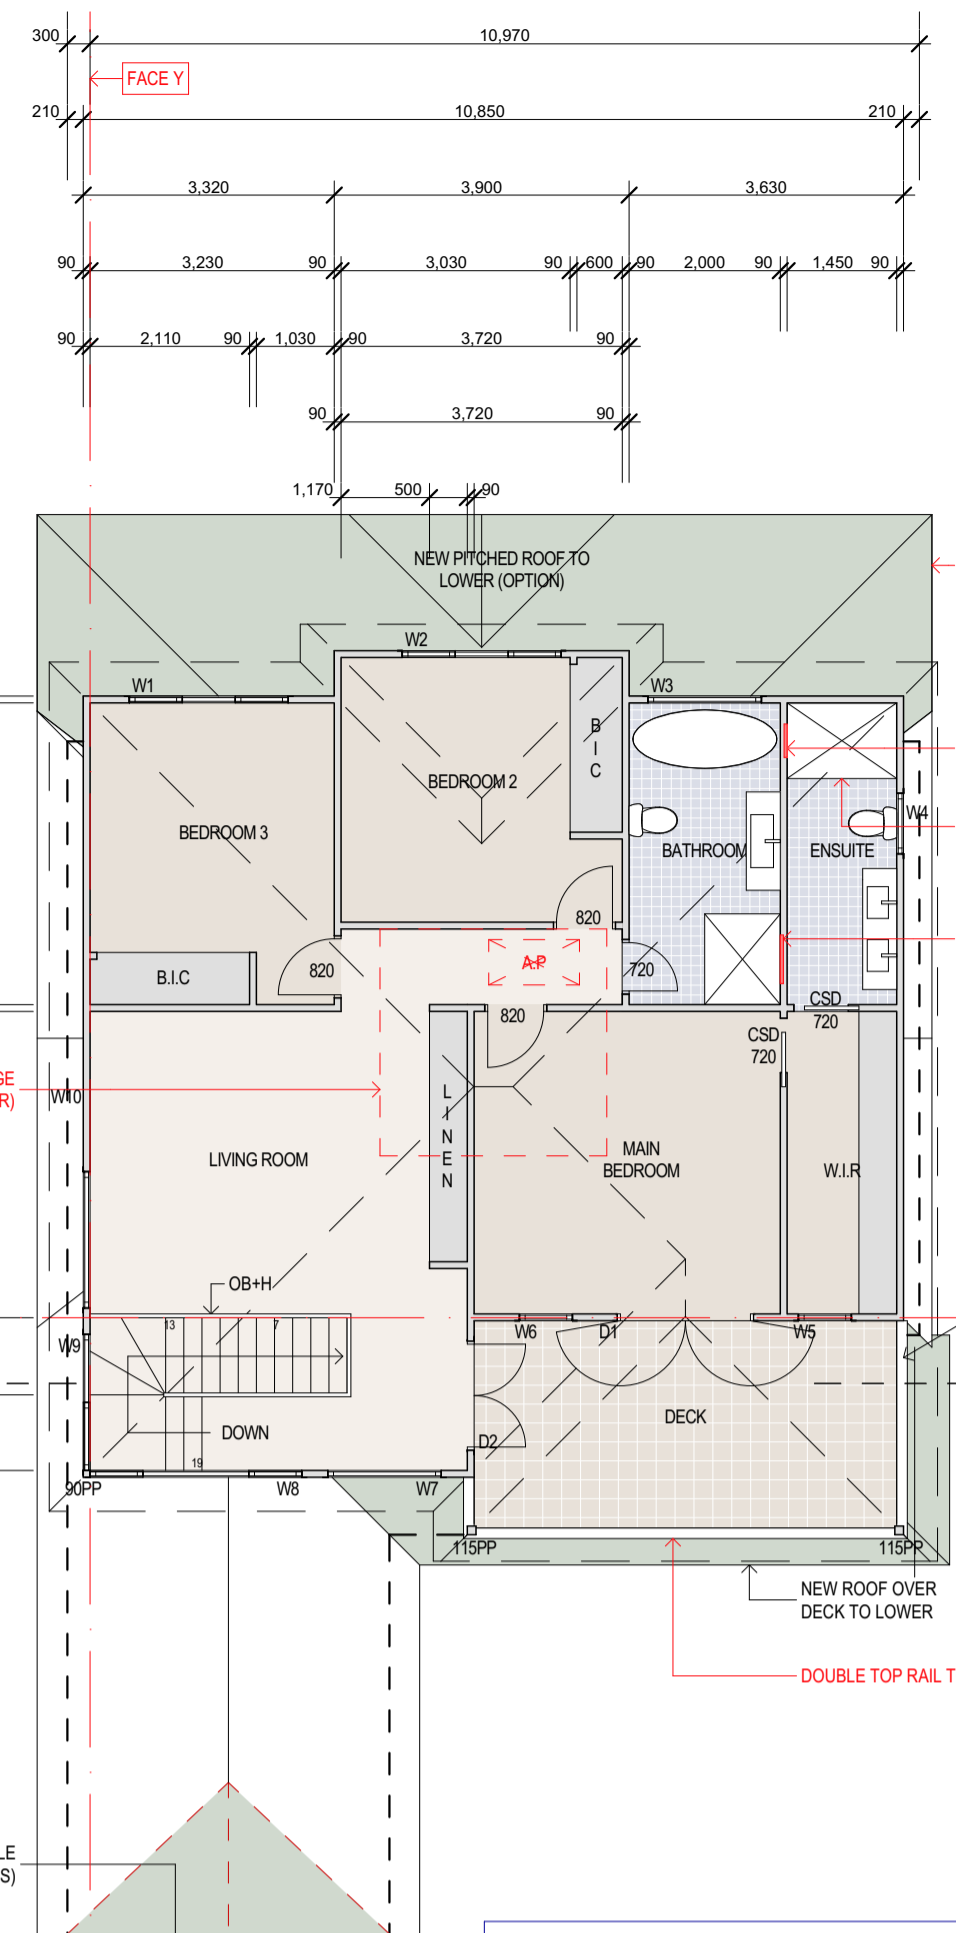 300
10,970
FACE Y
210
10,850
210
3,320
3,900
3,630
90
3,230
90
3,030
90
600
90
2,000
90
1,450
90
90
2,110
90
1,030
90
3,720
90
90
3,720
90
1,170
500
90
NEW PITCHED ROOF TO
LOWER (OPTION)
W2
W1
W3
B
I
C
BEDROOM 2
W4
BEDROOM 3
BATHROOM
ENSUITE
820
A.P
820
720
B.I.C
CSD
720
820
CSD
720
GE
R)
W10
L
I
N
E
N
LIVING ROOM
MAIN
BEDROOM
W.I.R
OB+H
13
7
W6
D1
W5
W9
DECK
DOWN
D2
19
90PP
W8
W7
115PP
115PP
NEW ROOF OVER
DECK TO LOWER
DOUBLE TOP RAIL T
LE
S)